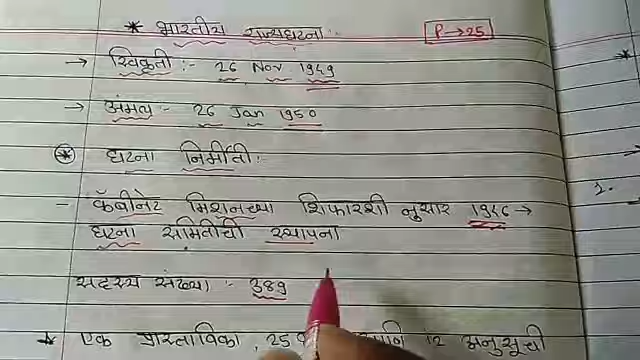 * भारतीय राज्यघटना P→25
→ स्विकृती :- 26 Nov 1949
→ अंमल :- 26 Jan 1950
* घटना निर्मीती :-
- कॅबीनेट मिशनच्या शिफारशी नुसार 1946 →
घटना समितीची स्थापना
सदस्य संख्या :- 389
* एक प्रास्ताविका, 25 12 अनुसूची
1.